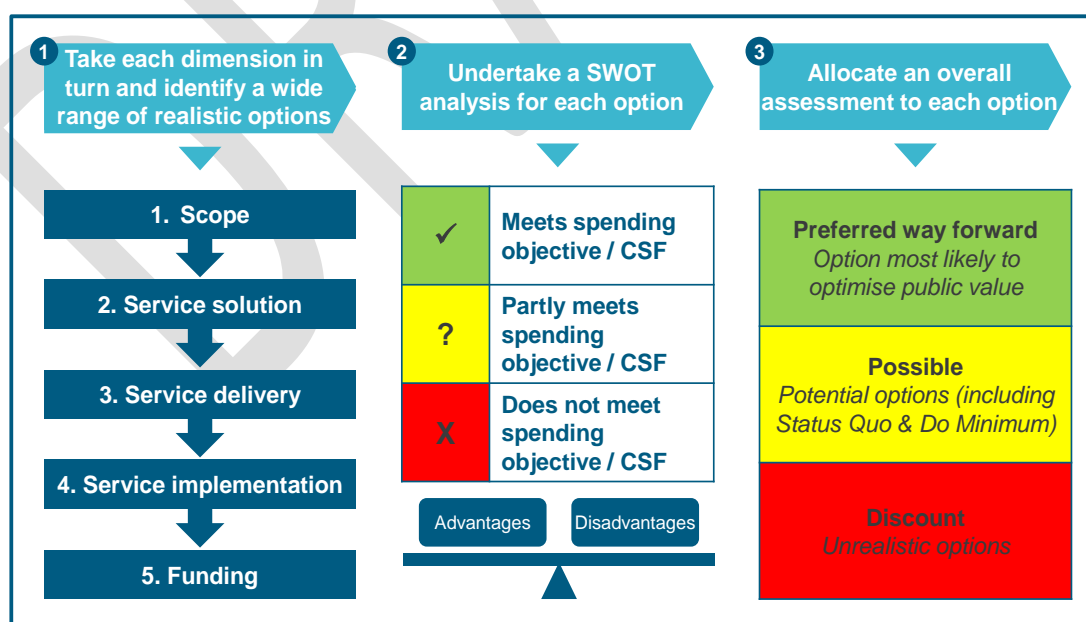 1
Take each dimension in
turn and identify a wide
range of realistic options
1. Scope
2. Service solution
3. Service delivery
4. Service implementation
5. Funding
2
Undertake a SWOT
analysis for each option
✓
Meets spending
objective / CSF
?
Partly meets
spending
objective / CSF
X
Does not meet
spending
objective / CSF
Advantages
Disadvantages
3
Allocate an overall
assessment to each option
Preferred way forward
Option most likely to
optimise public value
Possible
Potential options (including
Status Quo & Do Minimum)
Discount
Unrealistic options